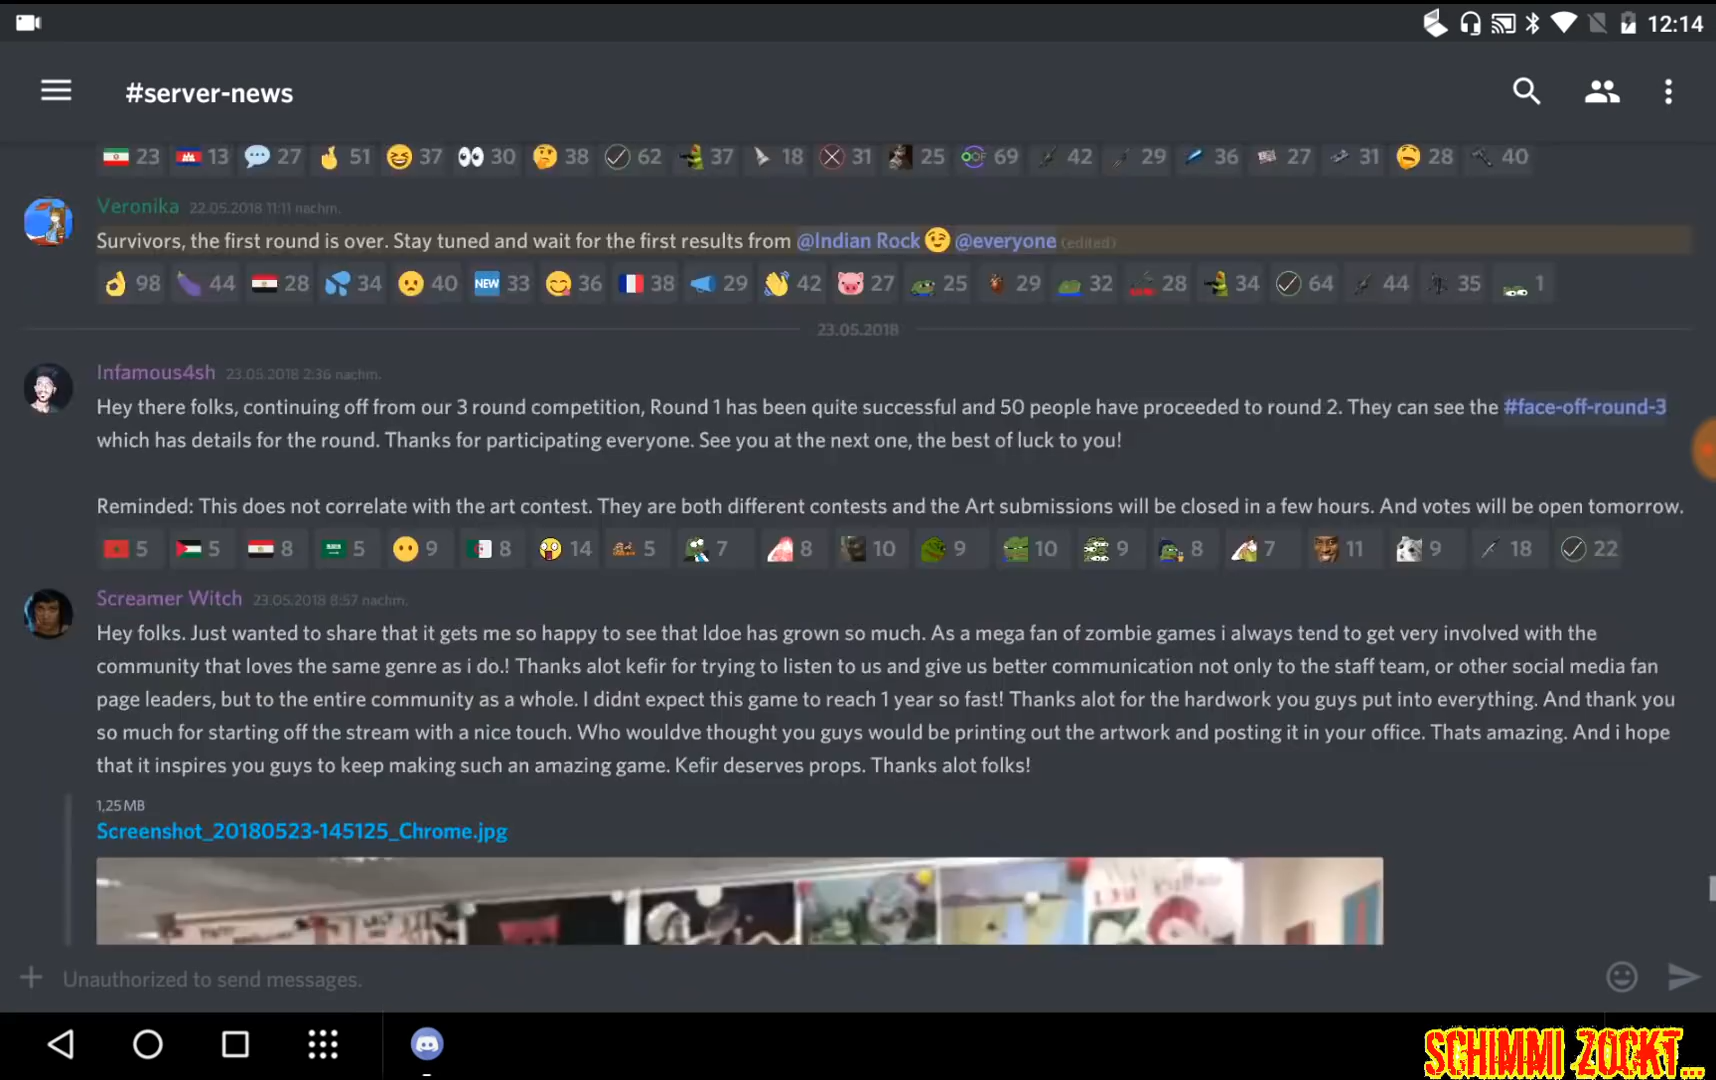 12:14
#server-news
23 13 27 51 37 30 38 62 37 18 31 25 OOF 69 42 29 36 27 31 28 40
Veronika 22.05.2018 11:11 nachm.
Survivors, the first round is over. Stay tuned and wait for the first results from @Indian Rock @everyone (edited)
98 44 28 34 40 NEW 33 36 38 29 42 27 25 29 32 28 34 64 44 35 1
23.05.2018
Infamous4sh 23.05.2018 2:36 nachm.
Hey there folks, continuing off from our 3 round competition, Round 1 has been quite successful and 50 people have proceeded to round 2. They can see the #face-off-round-3
which has details for the round. Thanks for participating everyone. See you at the next one, the best of luck to you!
Reminded: This does not correlate with the art contest. They are both different contests and the Art submissions will be closed in a few hours. And votes will be open tomorrow.
5 5 8 5 9 8 14 5 7 8 10 9 10 9 8 7 11 9 18 22
Screamer Witch 23.05.2018 8:57 nachm.
Hey folks. Just wanted to share that it gets me so happy to see that ldoe has grown so much. As a mega fan of zombie games i always tend to get very involved with the
community that loves the same genre as i do.! Thanks alot kefir for trying to listen to us and give us better communication not only to the staff team, or other social media fan
page leaders, but to the entire community as a whole. I didnt expect this game to reach 1 year so fast! Thanks alot for the hardwork you guys put into everything. And thank you
so much for starting off the stream with a nice touch. Who wouldve thought you guys would be printing out the artwork and posting it in your office. Thats amazing. And i hope
that it inspires you guys to keep making such an amazing game. Kefir deserves props. Thanks alot folks!
1,25 MB
Screenshot_20180523-145125_Chrome.jpg
Unauthorized to send messages.
SCHIMMI ZOCKT...